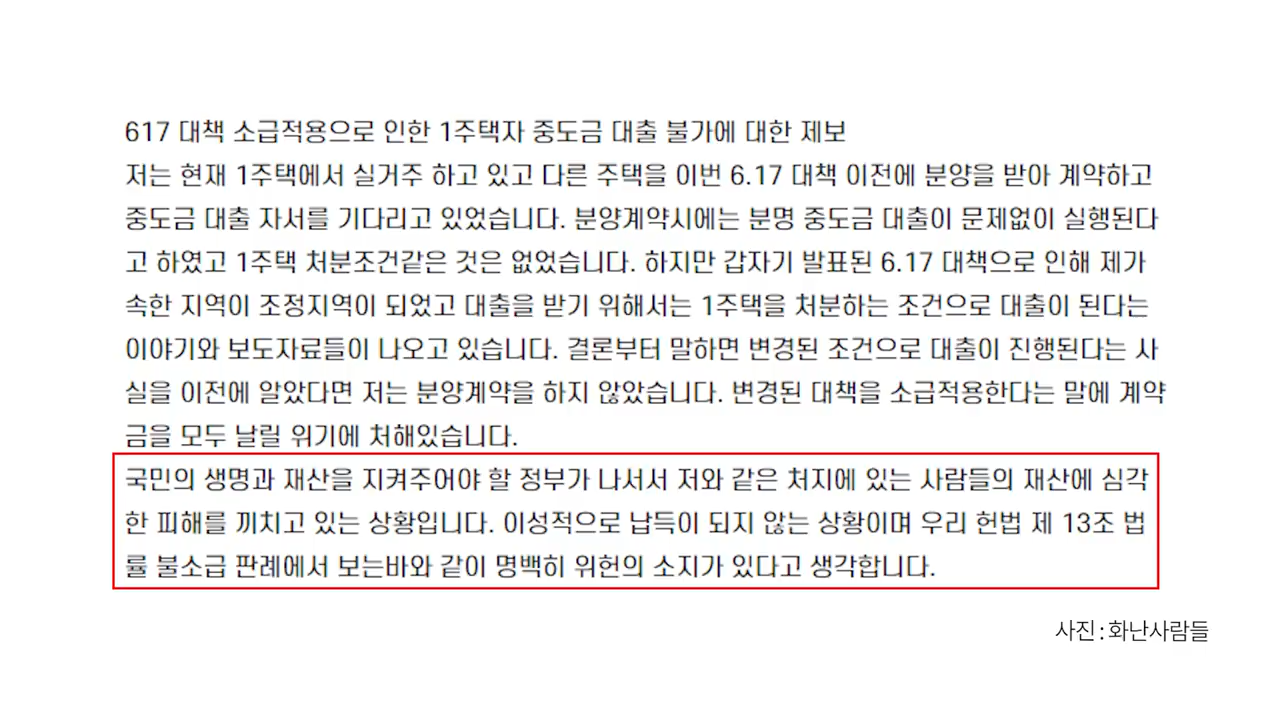 617 대책 소급적용으로 인한 1주택자 중도금 대출 불가에 대한 제보
저는 현재 1주택에서 실거주 하고 있고 다른 주택을 이번 6.17 대책 이전에 분양을 받아 계약하고
중도금 대출 자서를 기다리고 있었습니다. 분양계약시에는 분명 중도금 대출이 문제없이 실행된다
고 하였고 1주택 처분조건같은 것은 없었습니다. 하지만 갑자기 발표된 6.17 대책으로 인해 제가
속한 지역이 조정지역이 되었고 대출을 받기 위해서는 1주택을 처분하는 조건으로 대출이 된다는
이야기와 보도자료들이 나오고 있습니다. 결론부터 말하면 변경된 조건으로 대출이 진행된다는 사
실을 이전에 알았다면 저는 분양계약을 하지 않았습니다. 변경된 대책을 소급적용한다는 말에 계약
금을 모두 날릴 위기에 처해있습니다.
국민의 생명과 재산을 지켜주어야 할 정부가 나서서 저와 같은 처지에 있는 사람들의 재산에 심각
한 피해를 끼치고 있는 상황입니다. 이성적으로 납득이 되지 않는 상황이며 우리 헌법 제 13조 법
률 불소급 판례에서 보는바와 같이 명백히 위헌의 소지가 있다고 생각합니다.
사진 : 화난사람들